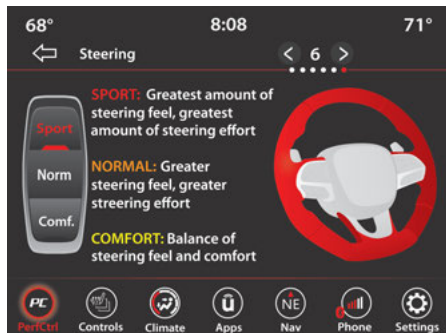 68° 8:08 71°
Steering < 6 >
SPORT: Greatest amount of
steering feel, greatest
amount of steering effort
Sport
Norm
Comf.
NORMAL: Greater
steering feel, greater
streering effort
COMFORT: Balance of
steering feel and comfort
PC û NE
PerfCtrl Controls Climate Apps Nav Phone Settings